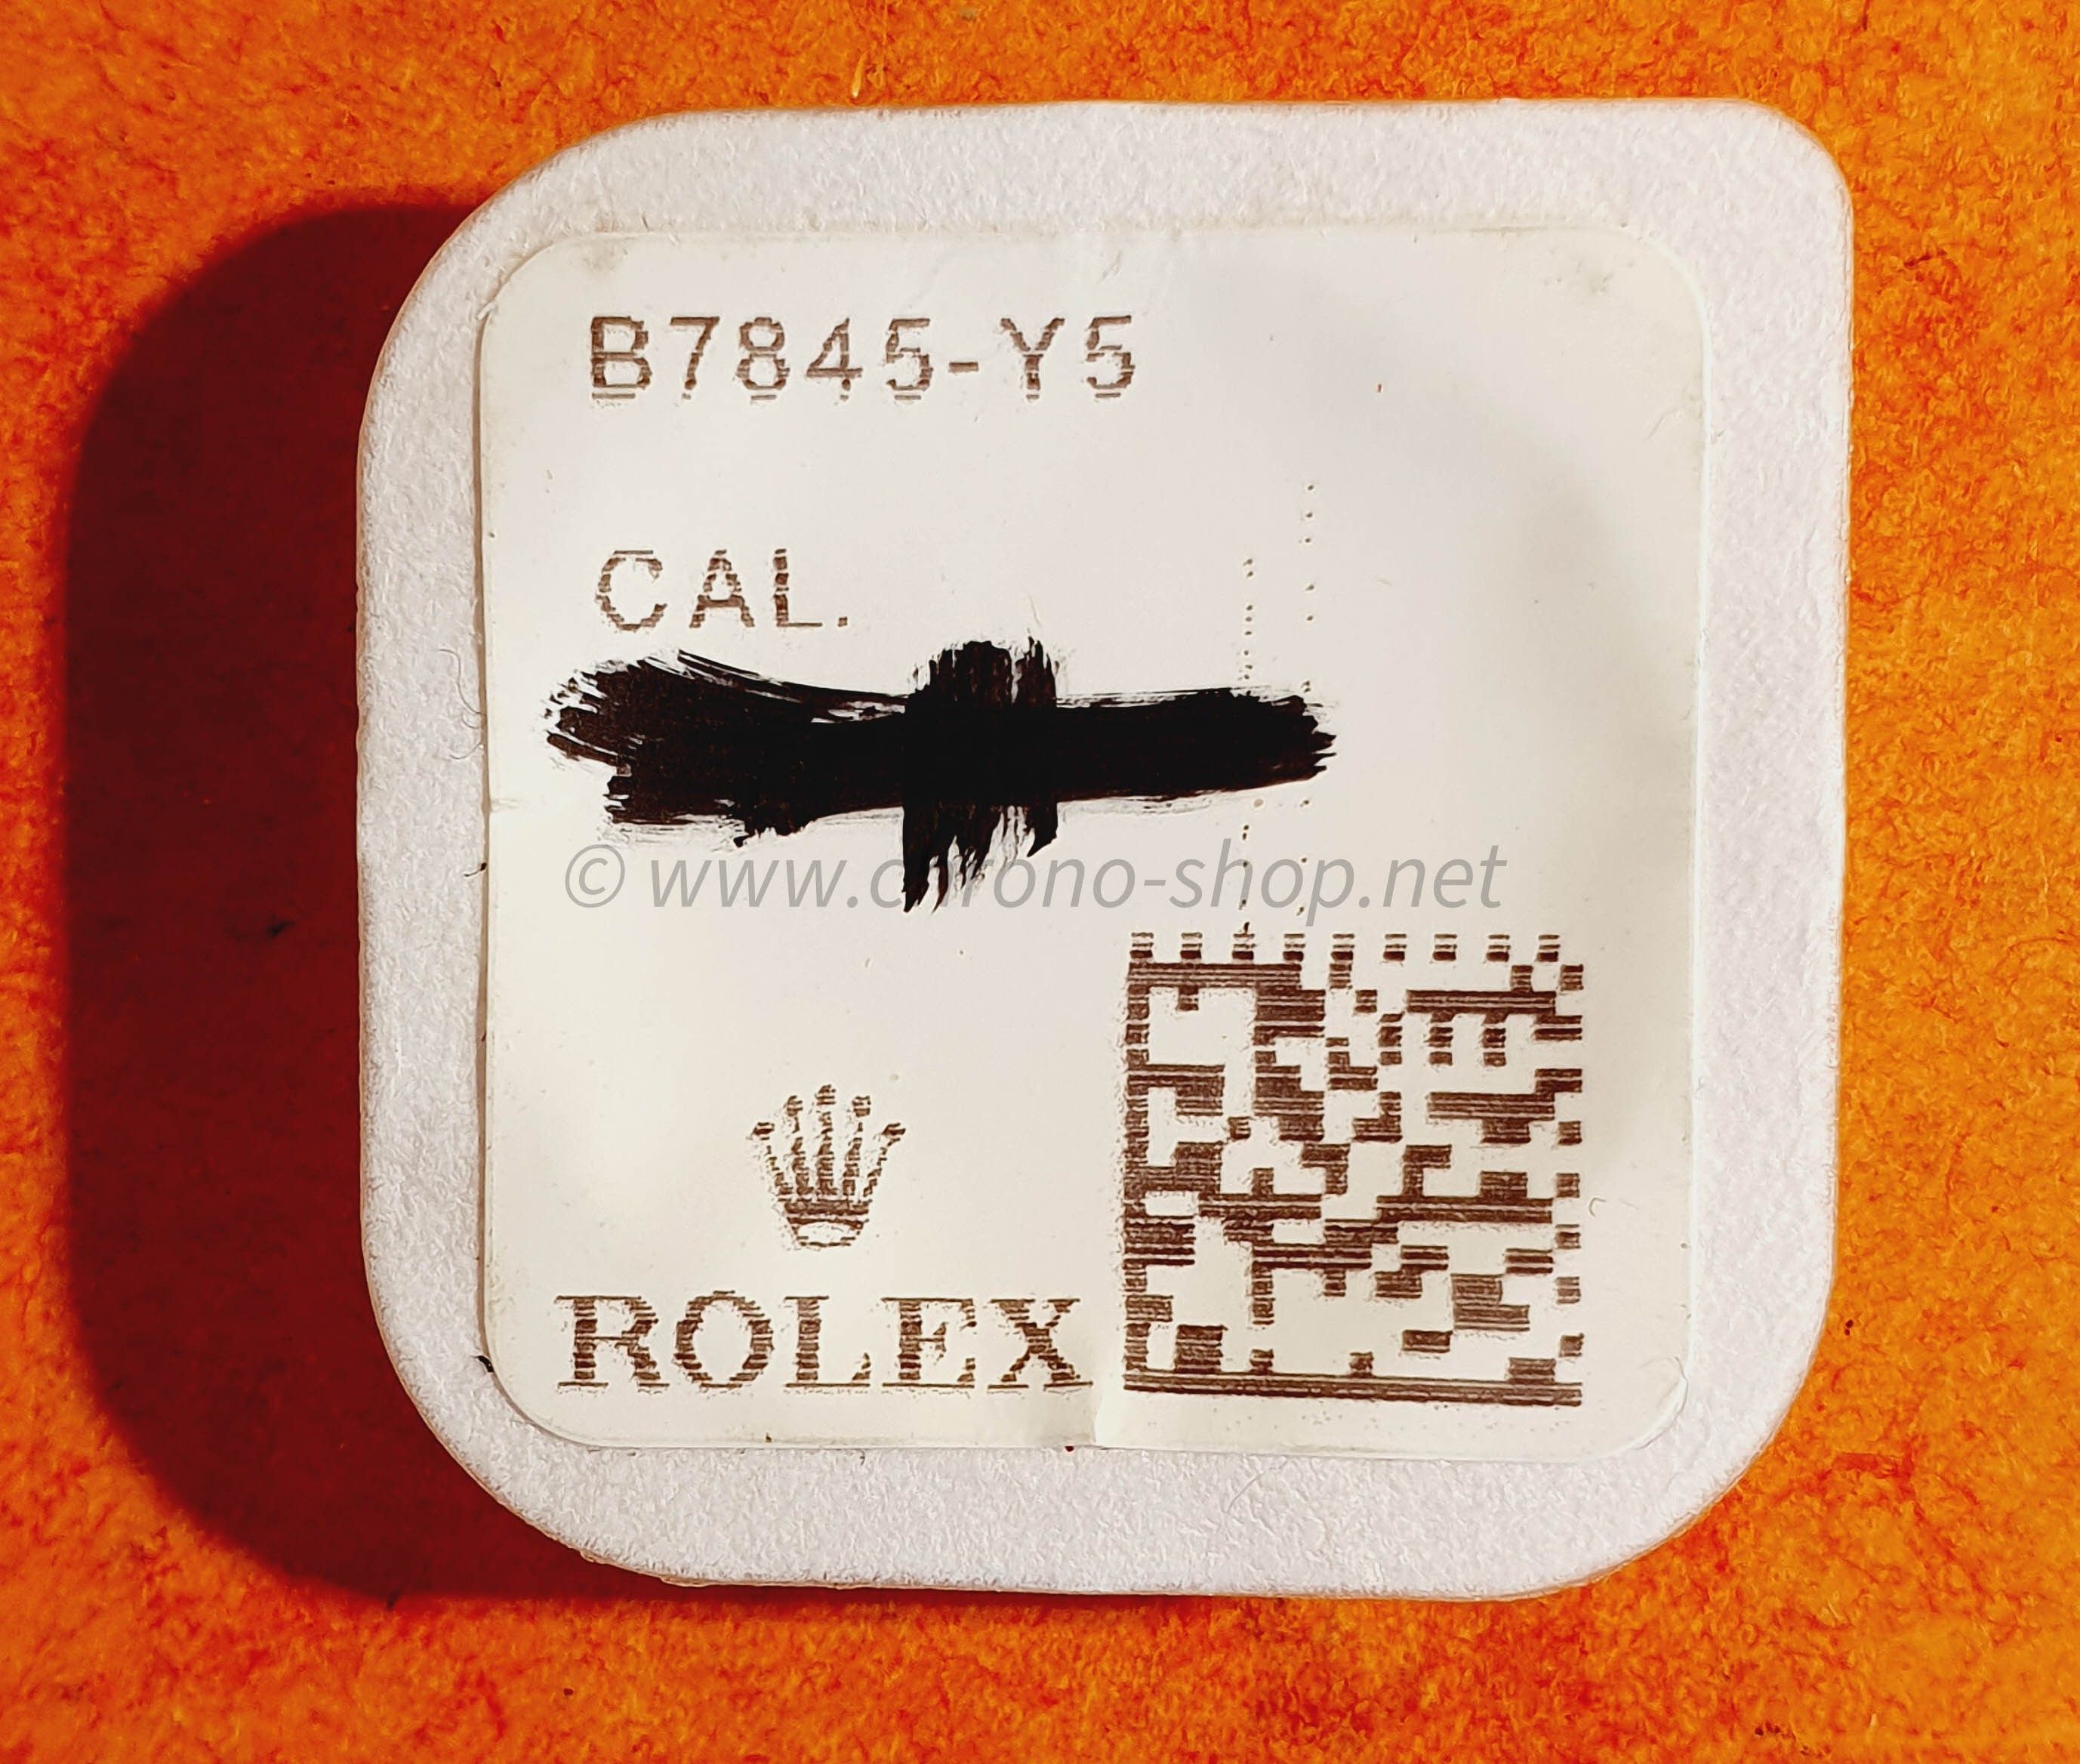 B7845-Y5
CAL.
© www.chrono-shop.net
ROLEX